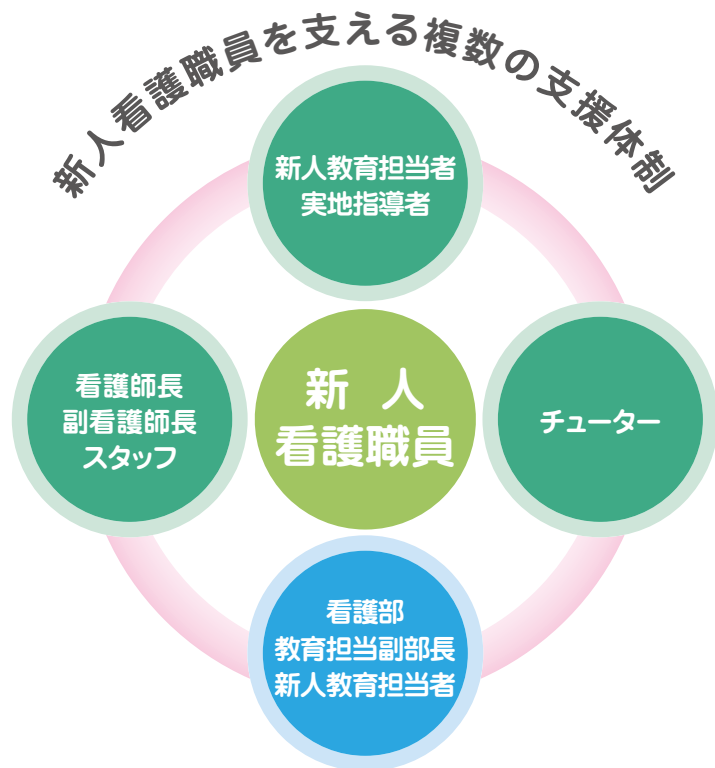 新人看護職員を支える複数の支援体制
新人教育担当者
実地指導者
看護師長
副看護師長
スタッフ
新 人
看護職員
チューター
看護部
教育担当副部長
新人教育担当者